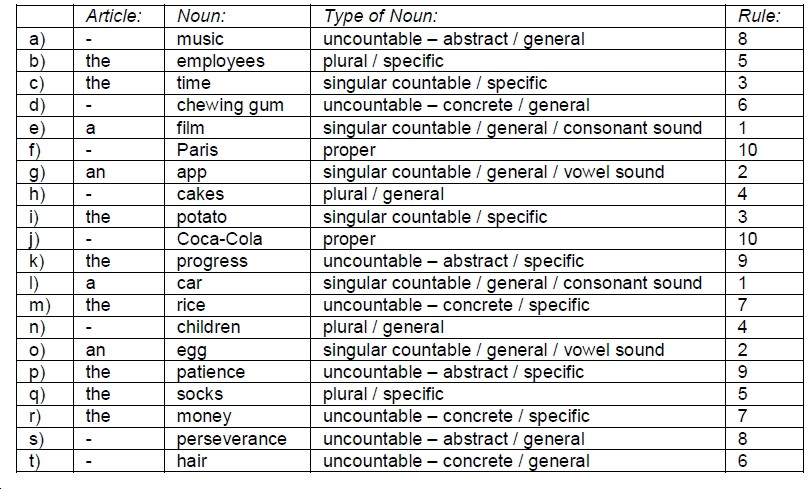 Article: Noun: Type of Noun: Rule:
a) - music uncountable – abstract / general 8
b) the employees plural / specific 5
c) the time singular countable / specific 3
d) - chewing gum uncountable – concrete / general 6
e) a film singular countable / general / consonant sound 1
f) - Paris proper 10
g) an app singular countable / general / vowel sound 2
h) - cakes plural / general 4
i) the potato singular countable / specific 3
j) - Coca-Cola proper 10
k) the progress uncountable – abstract / specific 9
l) a car singular countable / general / consonant sound 1
m) the rice uncountable – concrete / specific 7
n) - children plural / general 4
o) an egg singular countable / general / vowel sound 2
p) the patience uncountable – abstract / specific 9
q) the socks plural / specific 5
r) the money uncountable – concrete / specific 7
s) - perseverance uncountable – abstract / general 8
t) - hair uncountable – concrete / general 6